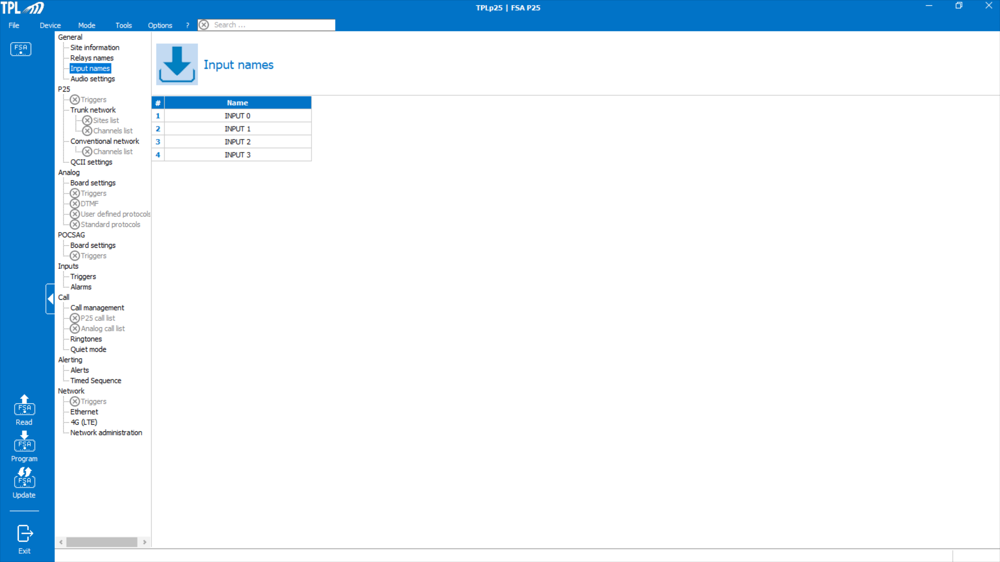 TPL
TPLp25 | FSA P25
File Device Mode Tools Options ? Search ...
FSA
General
Site information
Relays names
Input names
Audio settings
P25
Triggers
Trunk network
Sites list
Channels list
Conventional network
Channels list
QCII settings
Analog
Board settings
Triggers
DTMF
User defined protocols
Standard protocols
POCSAG
Board settings
Triggers
Inputs
Triggers
Alarms
Call
Call management
P25 call list
Analog call list
Ringtones
Quiet mode
Alerting
Alerts
Timed Sequence
Network
Triggers
Ethernet
4G (LTE)
Network administration
Input names
# Name
1 INPUT 0
2 INPUT 1
3 INPUT 2
4 INPUT 3
FSA
Read
FSA
Program
FSA
Update
Exit